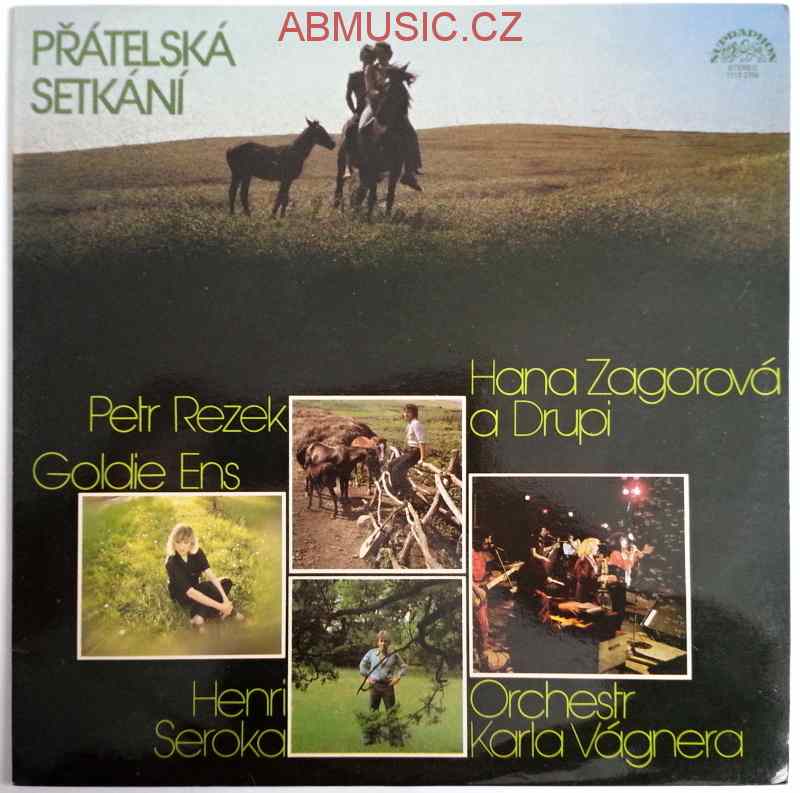 ABMUSIC.CZ
PŘÁTELSKÁ
SETKÁNÍ
SUPRAPHON
STEREO
Hana Zagorová
a Drupi
Petr Rezek
Goldie Ens
Henri
Seroka
Orchestr
Karla Vágnera